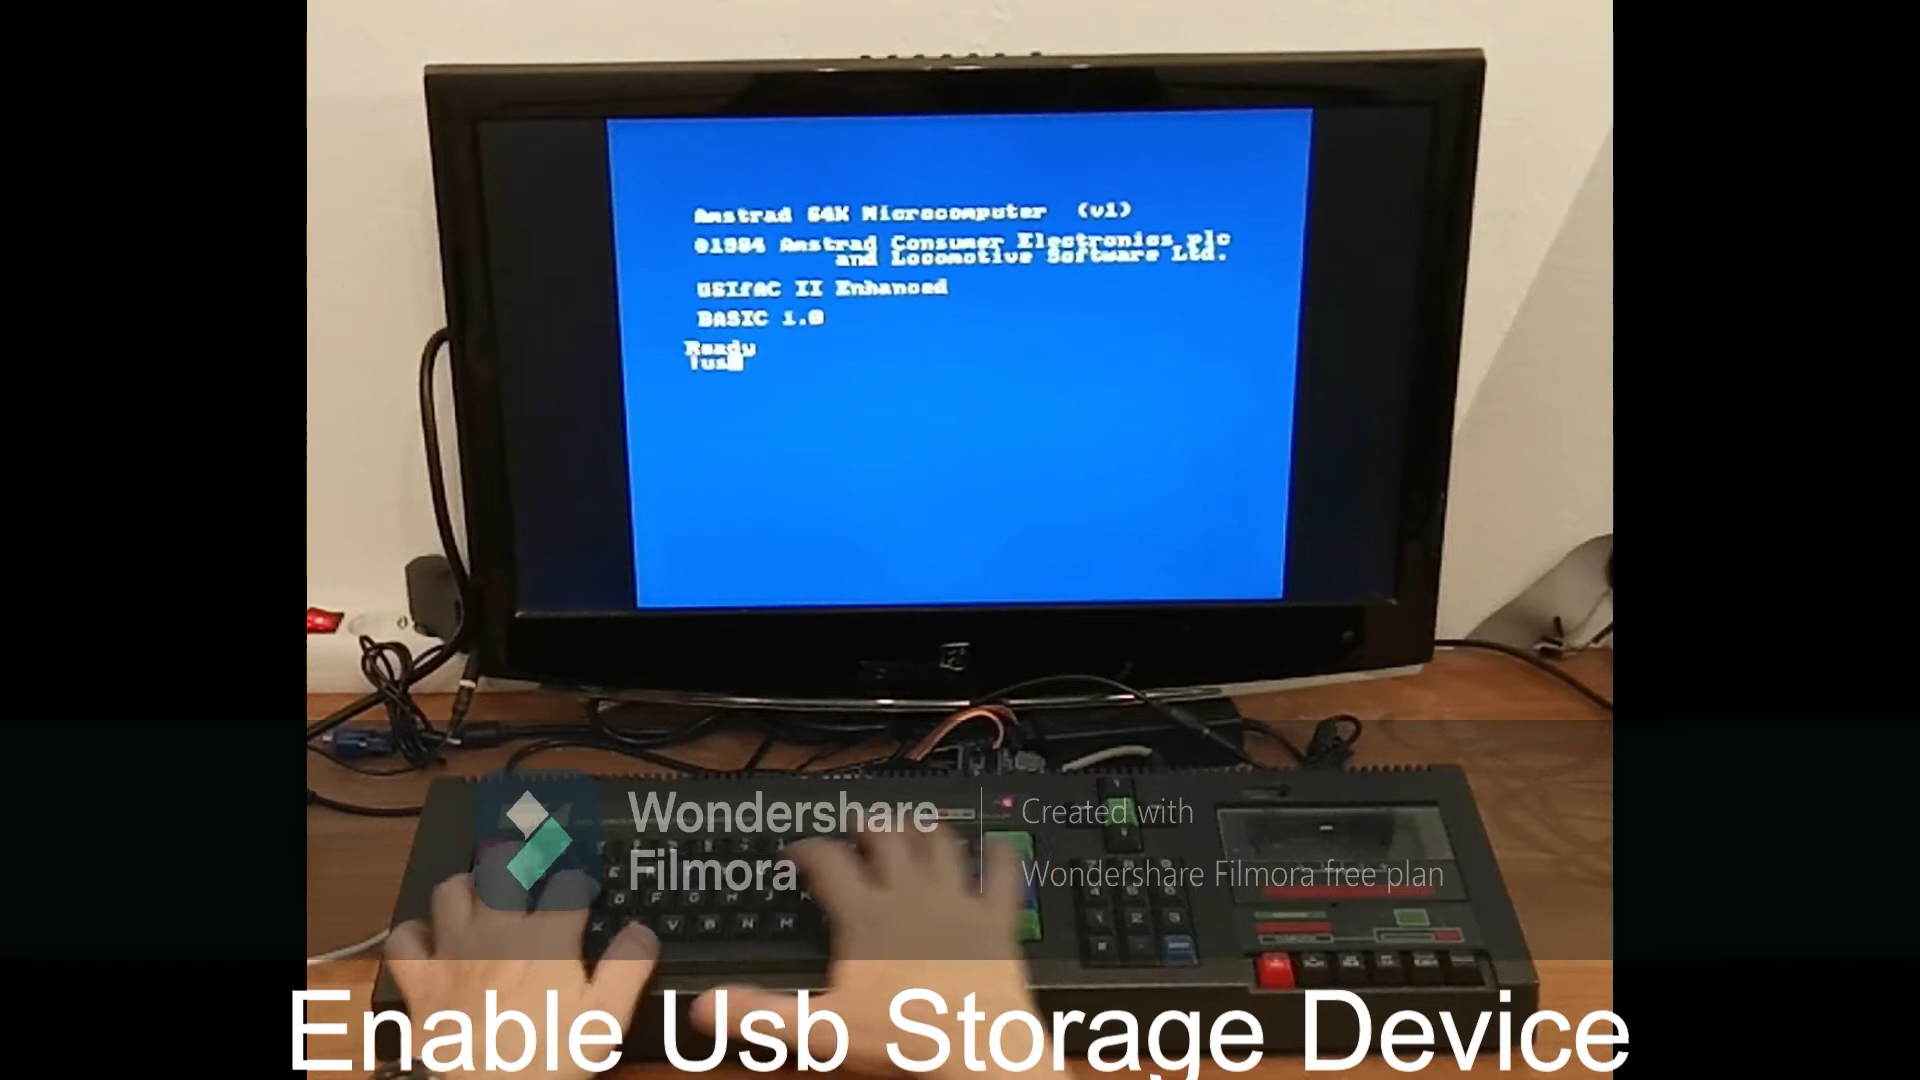 Amstrad 64K Microcomputer (v1)
©1984 Amstrad Consumer Electronics plc
and Locomotive Software Ltd.
USIfAC II Enhanced
BASIC 1.0
Ready
|us
Wondershare
Filmora
Created with
Wondershare Filmora free plan
Enable Usb Storage Device